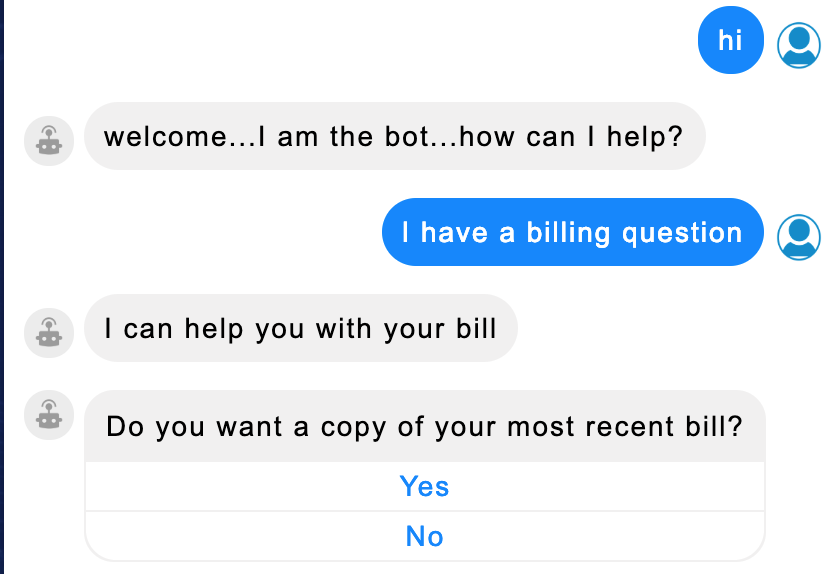 hi
welcome...I am the bot...how can I help?
I have a billing question
I can help you with your bill
Do you want a copy of your most recent bill?
Yes
No